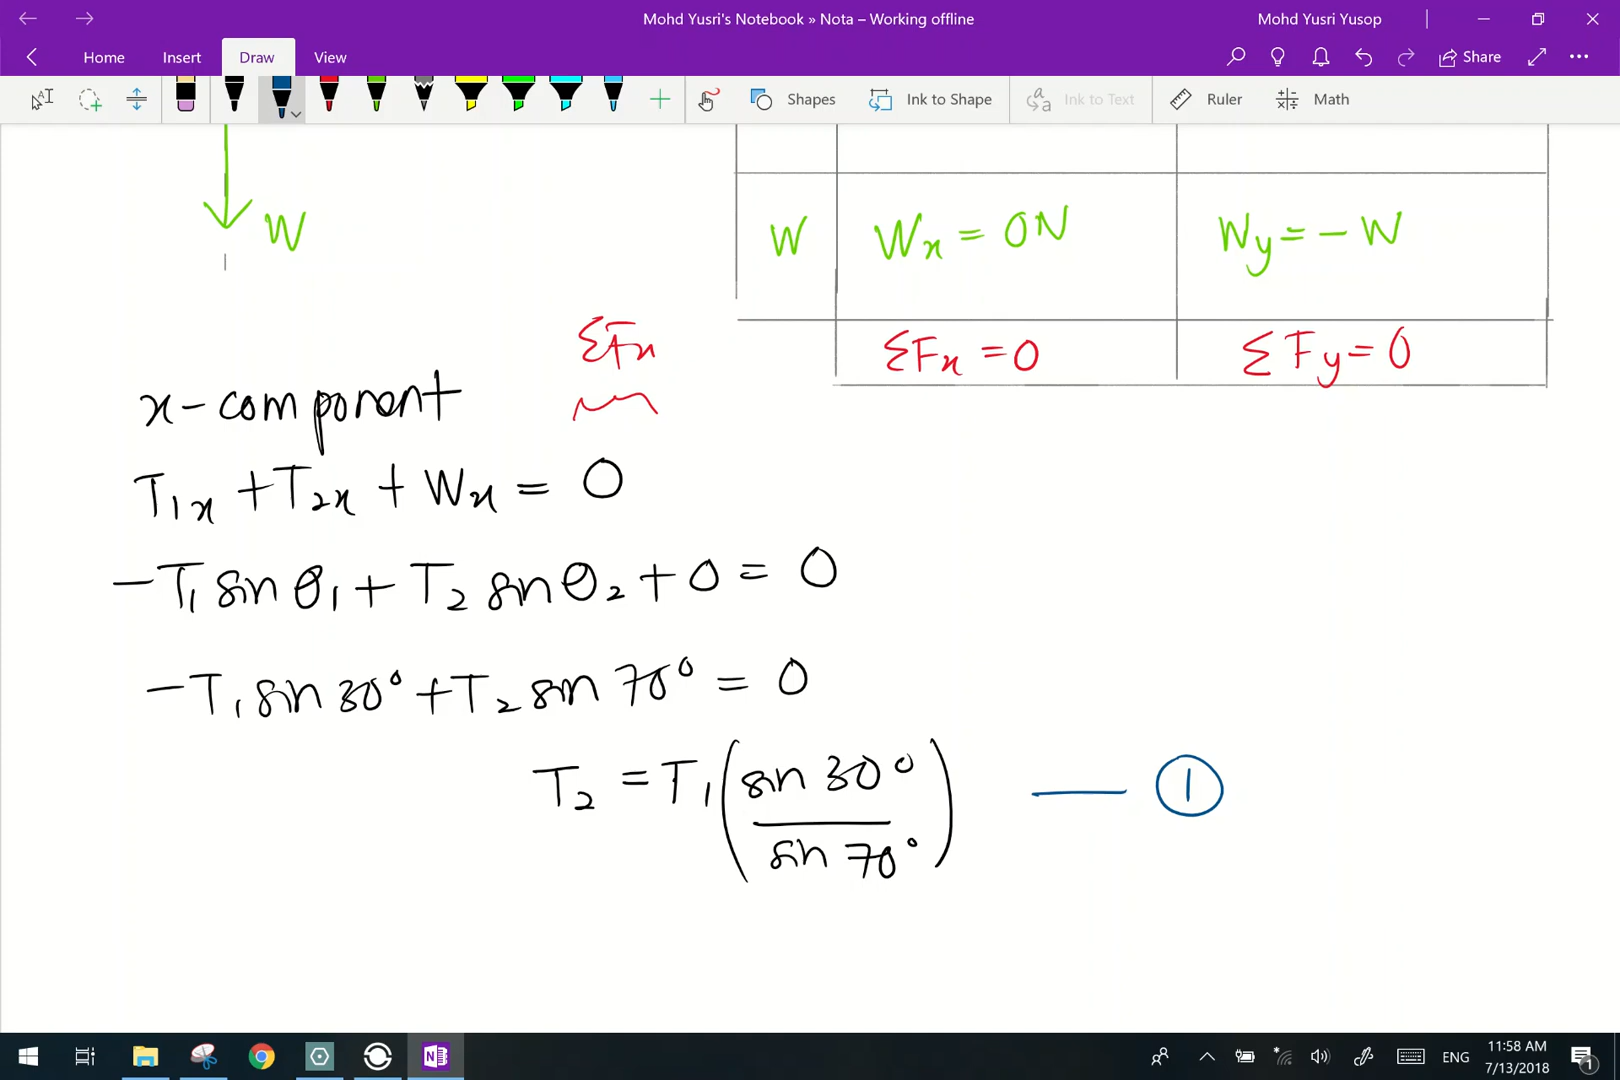 Mohd Yusri's Notebook » Nota – Working offline
Mohd Yusri Yusop
Home Insert Draw View
Share
Shapes Ink to Shape Ink to Text Ruler Math
W
W Wx = 0N Wy = - W
ΣFx = 0 ΣFy = 0
ΣFx
x-component
T1x + T2x + Wx = 0
-T1 sin θ1 + T2 sin θ2 + 0 = 0
-T1 sin 30° + T2 sin 70° = 0
T2 = T1 (sin 30° / sin 70°) —— ①
ENG
11:58 AM
7/13/2018
1